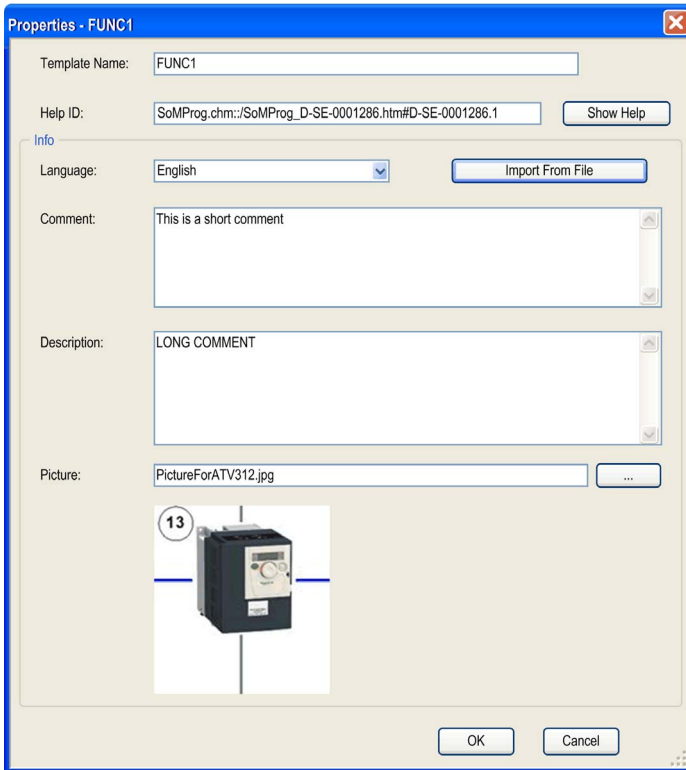 Properties - FUNC1
Template Name: FUNC1
Help ID: SoMProg.chm::/SoMProg_D-SE-0001286.htm#D-SE-0001286.1 Show Help
Info
Language: English Import From File
Comment: This is a short comment
Description: LONG COMMENT
Picture: PictureForATV312.jpg ...
13
OK Cancel